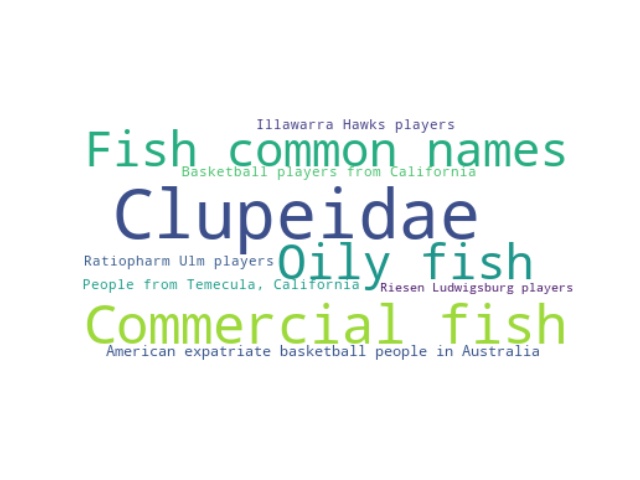 Illawarra Hawks players
Fish common names
Basketball players from California
Clupeidae
Ratiopharm Ulm players
Oily fish
People from Temecula, California
Riesen Ludwigsburg players
Commercial fish
American expatriate basketball people in Australia